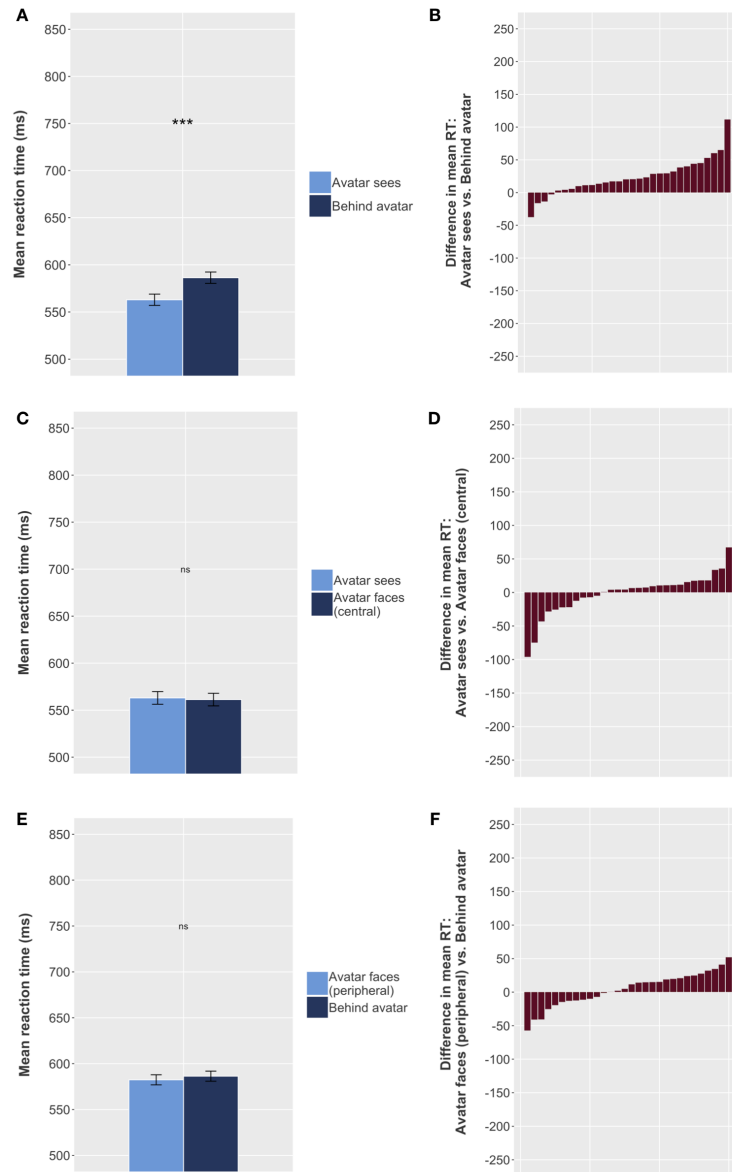 A
Mean reaction time (ms)
850
800
750
700
650
600
550
500
***
Avatar sees
Behind avatar
B
Difference in mean RT:
Avatar sees vs. Behind avatar
250
200
150
100
50
0
-50
-100
-150
-200
-250
C
Mean reaction time (ms)
850
800
750
700
650
600
550
500
ns
Avatar sees
Avatar faces
(central)
D
Difference in mean RT:
Avatar sees vs. Avatar faces (central)
250
200
150
100
50
0
-50
-100
-150
-200
-250
E
Mean reaction time (ms)
850
800
750
700
650
600
550
500
ns
Avatar faces
(peripheral)
Behind avatar
F
Difference in mean RT:
Avatar faces (peripheral) vs. Behind avatar
250
200
150
100
50
0
-50
-100
-150
-200
-250